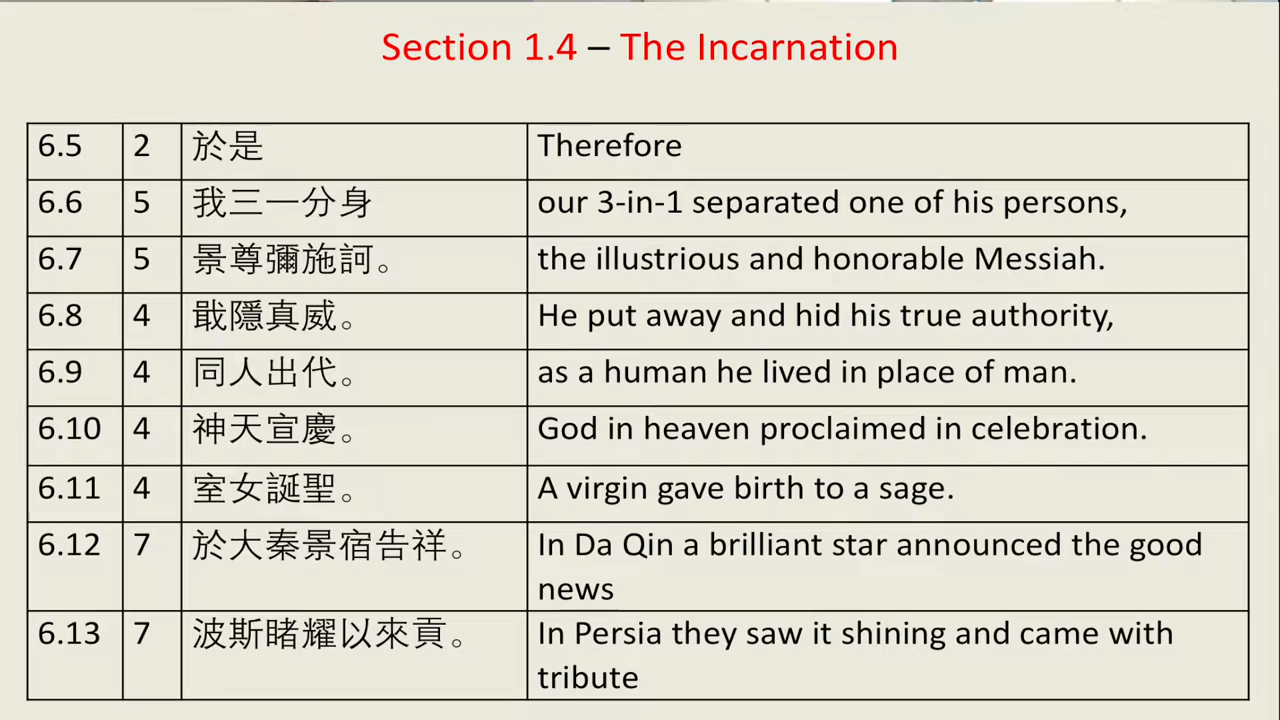 Section 1.4 – The Incarnation
6.5 2 於是 Therefore
6.6 5 我三一分身 our 3-in-1 separated one of his persons,
6.7 5 景尊彌施訶。 the illustrious and honorable Messiah.
6.8 4 戢隱真威。 He put away and hid his true authority,
6.9 4 同人出代。 as a human he lived in place of man.
6.10 4 神天宣慶。 God in heaven proclaimed in celebration.
6.11 4 室女誕聖。 A virgin gave birth to a sage.
6.12 7 於大秦景宿告祥。 In Da Qin a brilliant star announced the good
news
6.13 7 波斯睹耀以來貢。 In Persia they saw it shining and came with
tribute